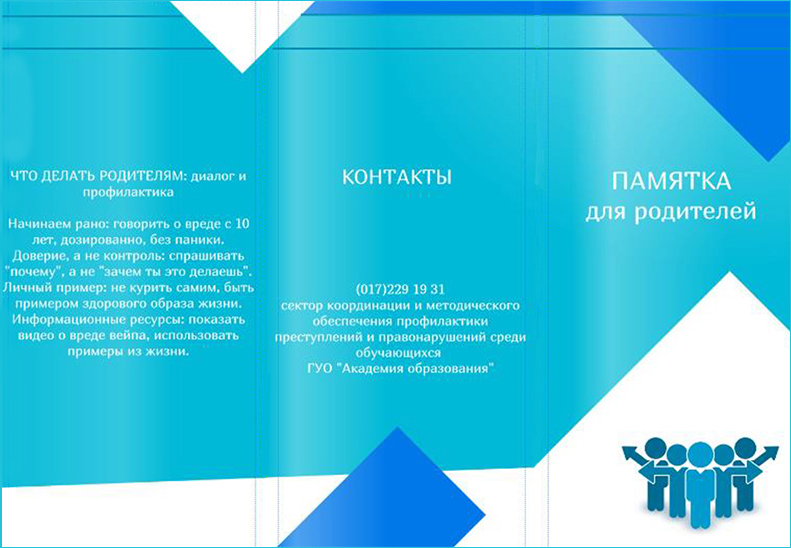 ЧТО ДЕЛАТЬ РОДИТЕЛЯМ: диалог и
профилактика
Начинаем рано: говорить о вреде с 10
лет, дозированно, без паники.
Доверие, а не контроль: спрашивать
"почему", а не "зачем ты это делаешь".
Личный пример: не курить самим, быть
примером здорового образа жизни.
Информационные ресурсы: показать
видео о вреде вейпа, использовать
примеры из жизни.
КОНТАКТЫ
(017)229 19 31
сектор координации и методического
обеспечения профилактики
преступлений и правонарушений среди
обучающихся
ГУО "Академия образования"
ПАМЯТКА
для родителей